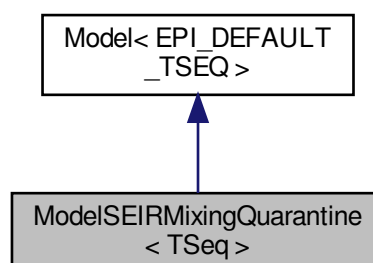 Model< EPI_DEFAULT
_TSEQ >
ModelSEIRMixingQuarantine
< TSeq >